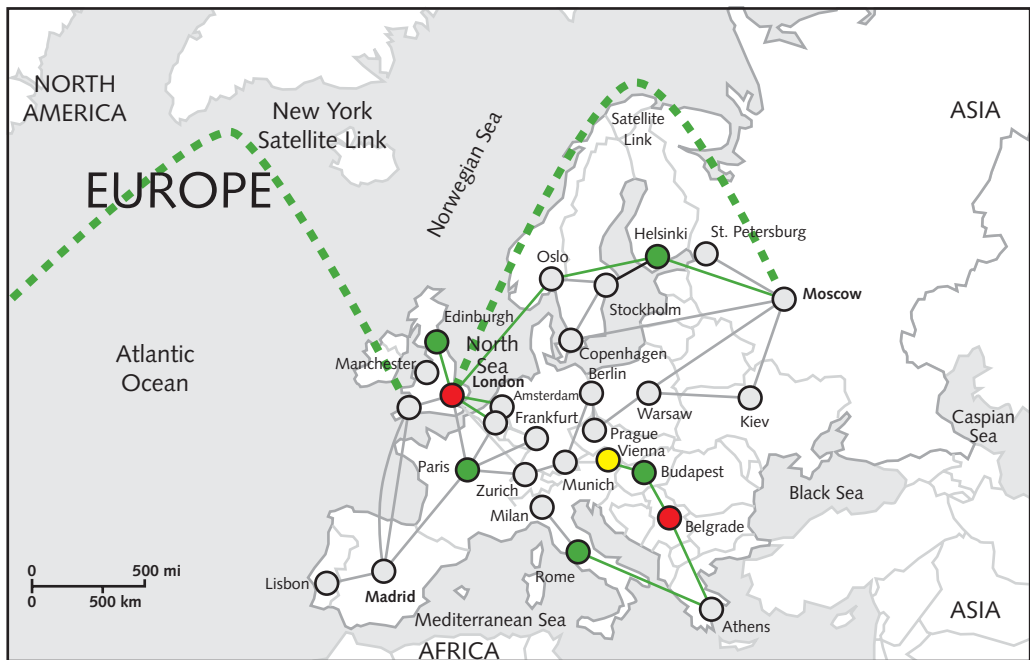 NORTH
AMERICA
New York
Satellite Link
EUROPE
Norwegian Sea
Satellite
Link
ASIA
Helsinki
St. Petersburg
Oslo
Moscow
Stockholm
Edinburgh
North
Sea
Copenhagen
Atlantic
Ocean
Manchester
London
Berlin
Amsterdam
Warsaw
Kiev
Caspian
Sea
Frankfurt
Prague
Vienna
Paris
Zurich
Munich
Budapest
Black Sea
Milan
Belgrade
0 500 mi
0 500 km
Lisbon
Madrid
Rome
Mediterranean Sea
Athens
ASIA
AFRICA